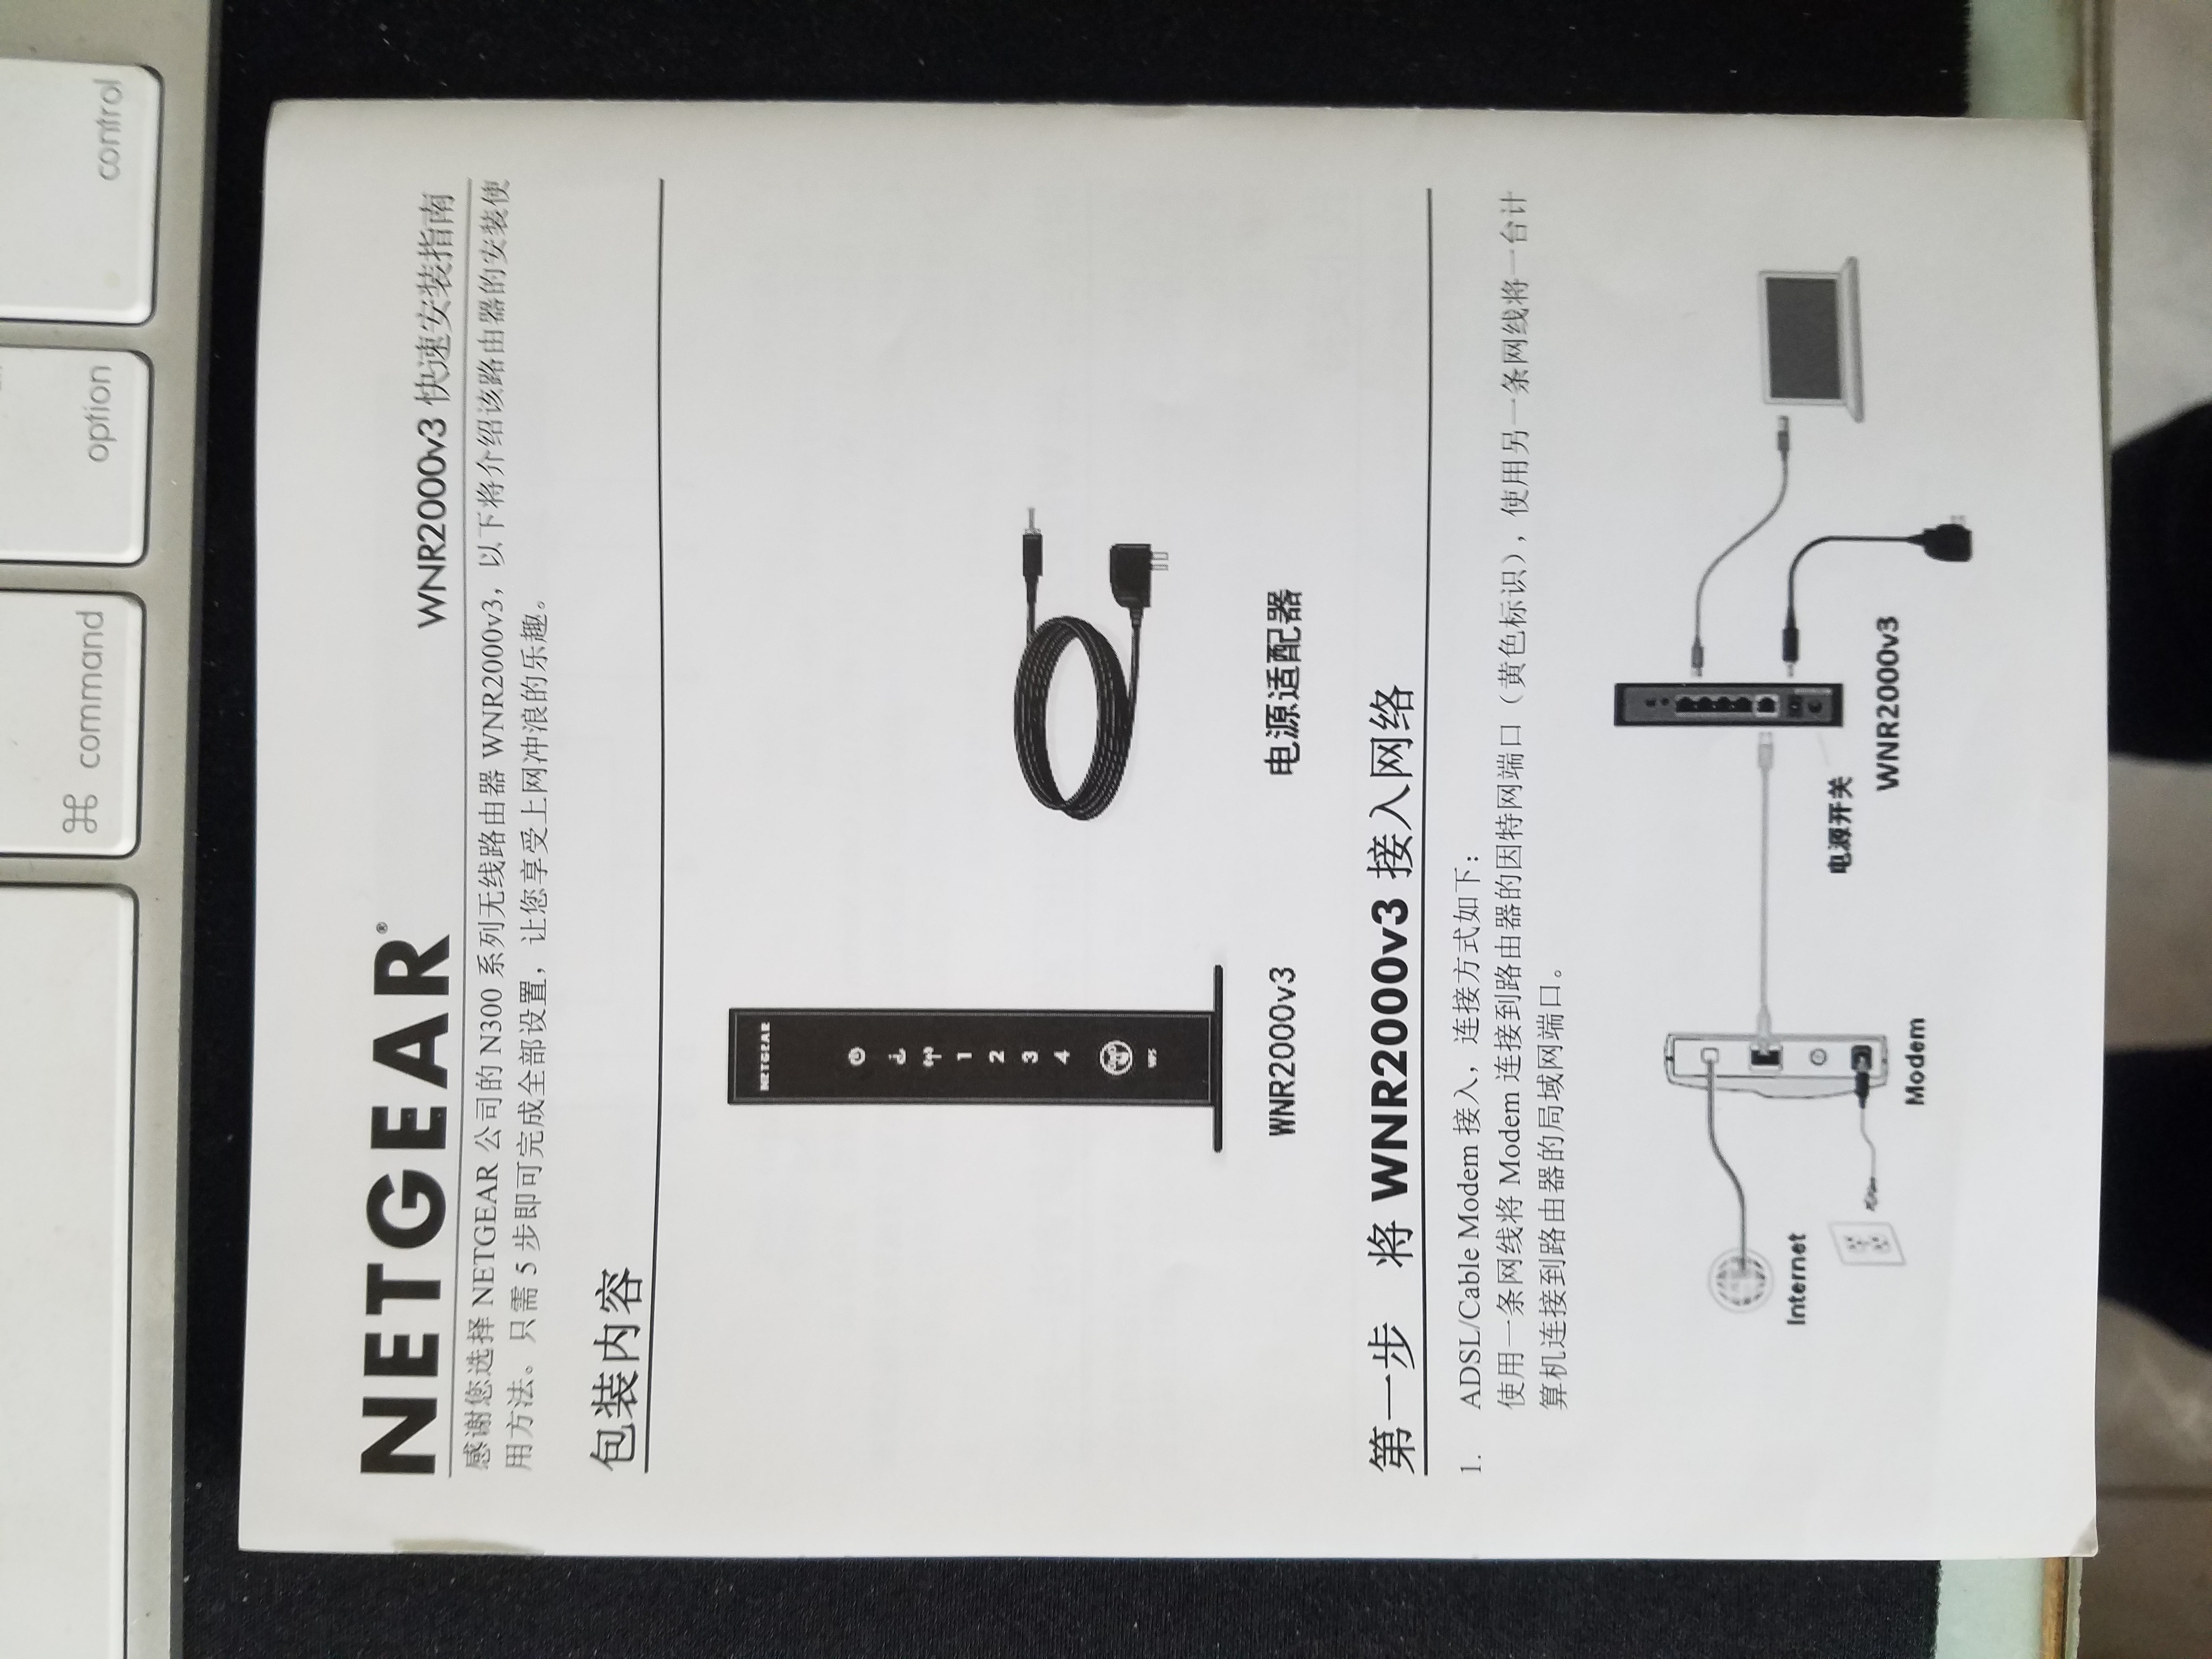 ⌘ command
option
control
NETGEAR®
WNR2000v3 快速安装指南
感谢您选择 NETGEAR 公司的 N300 系列无线路由器 WNR2000v3，以下将介绍该路由器的安装使
用方法。只需 5 步即可完成全部设置，让您享受上网冲浪的乐趣。
包装内容
NETGEAR
1
2
3
4
WPS
WNR2000v3
电源适配器
第一步 将 WNR2000v3 接入网络
1. ADSL/Cable Modem 接入，连接方式如下：
使用一条网线将 Modem 连接到路由器的因特网端口（黄色标识），使用另一条网线将一台计
算机连接到路由器的局域网端口。
Internet
电源开关
WNR2000v3
Modem